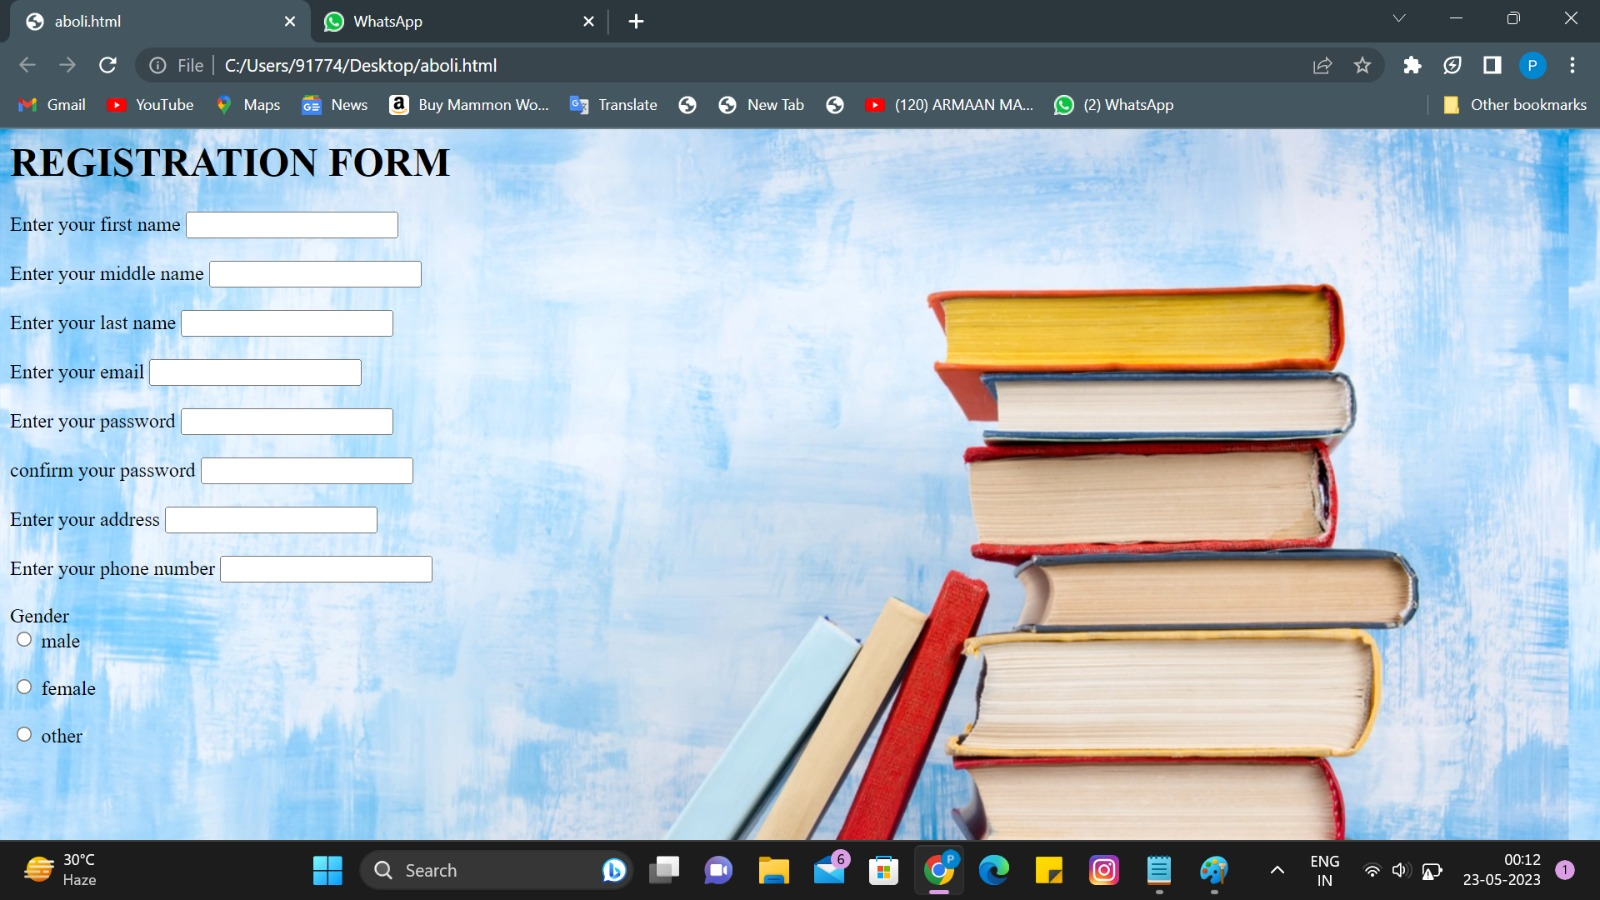 aboli.html
WhatsApp
File
C:/Users/91774/Desktop/aboli.html
P
Gmail
YouTube
Maps
GE
News
a
Buy Mammon Wo...
Translate
New Tab
(120) ARMAAN MA...
(2) WhatsApp
Other bookmarks
REGISTRATION FORM
Enter your first name
Enter your middle name
Enter your last name
Enter your email
Enter your password
confirm your password
Enter your address
Enter your phone number
Gender
male
female
other
30°C
Haze
Search
6
P
ENG
IN
00:12
23-05-2023
1